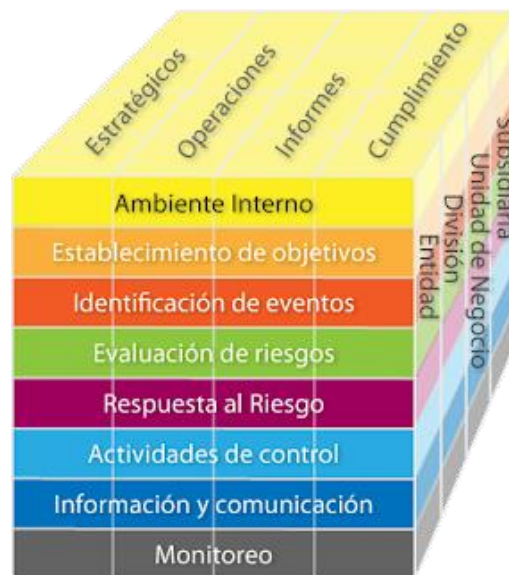 Estratégicos
Operaciones
Informes
Cumplimiento
Ambiente Interno
Establecimiento de objetivos
Identificación de eventos
Evaluación de riesgos
Respuesta al Riesgo
Actividades de control
Información y comunicación
Monitoreo
Entidad
División
Unidad de Negocio
Subsidiaria